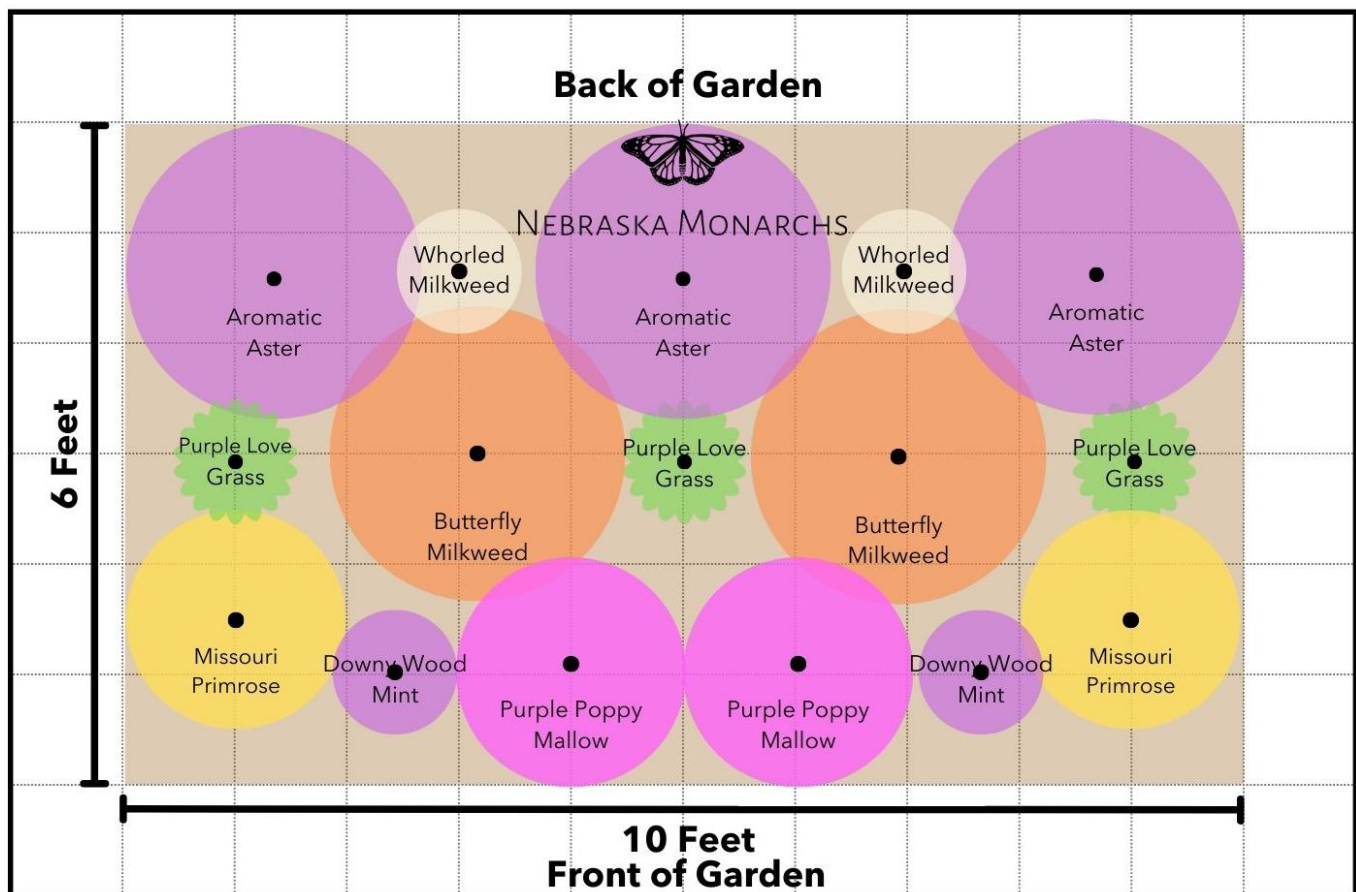 Back of Garden
NEBRASKA MONARCHS
Whorled
Milkweed
Whorled
Milkweed
Aromatic
Aster
Aromatic
Aster
Aromatic
Aster
6 Feet
Purple Love
Grass
Purple Love
Grass
Purple Love
Grass
Butterfly
Milkweed
Butterfly
Milkweed
Missouri
Primrose
Downy Wood
Mint
Purple Poppy
Mallow
Purple Poppy
Mallow
Downy Wood
Mint
Missouri
Primrose
10 Feet
Front of Garden